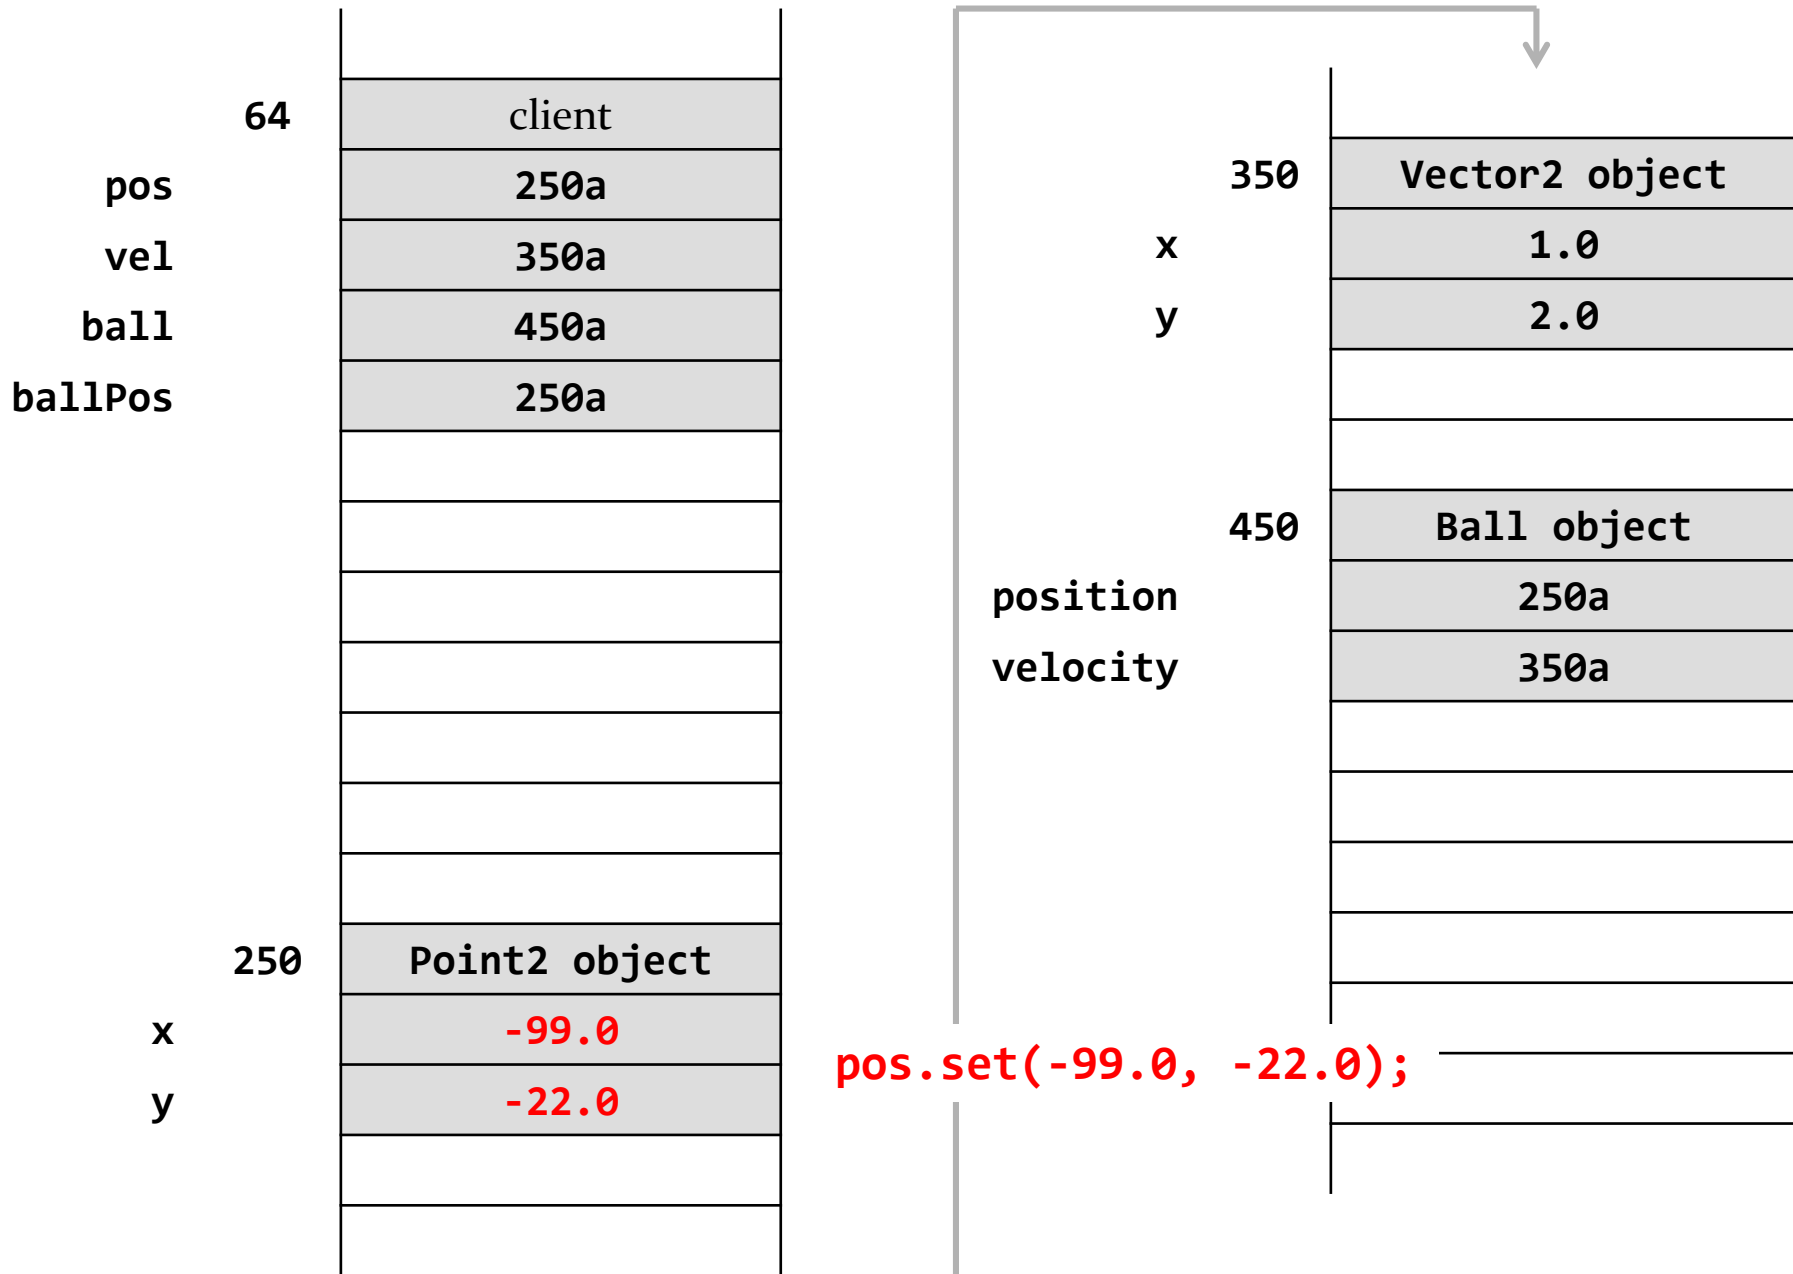 64 client
pos 250a
vel 350a
ball 450a
ballPos 250a
250 Point2 object
x -99.0
y -22.0
pos.set(-99.0, -22.0);
350 Vector2 object
x 1.0
y 2.0
450 Ball object
position 250a
velocity 350a